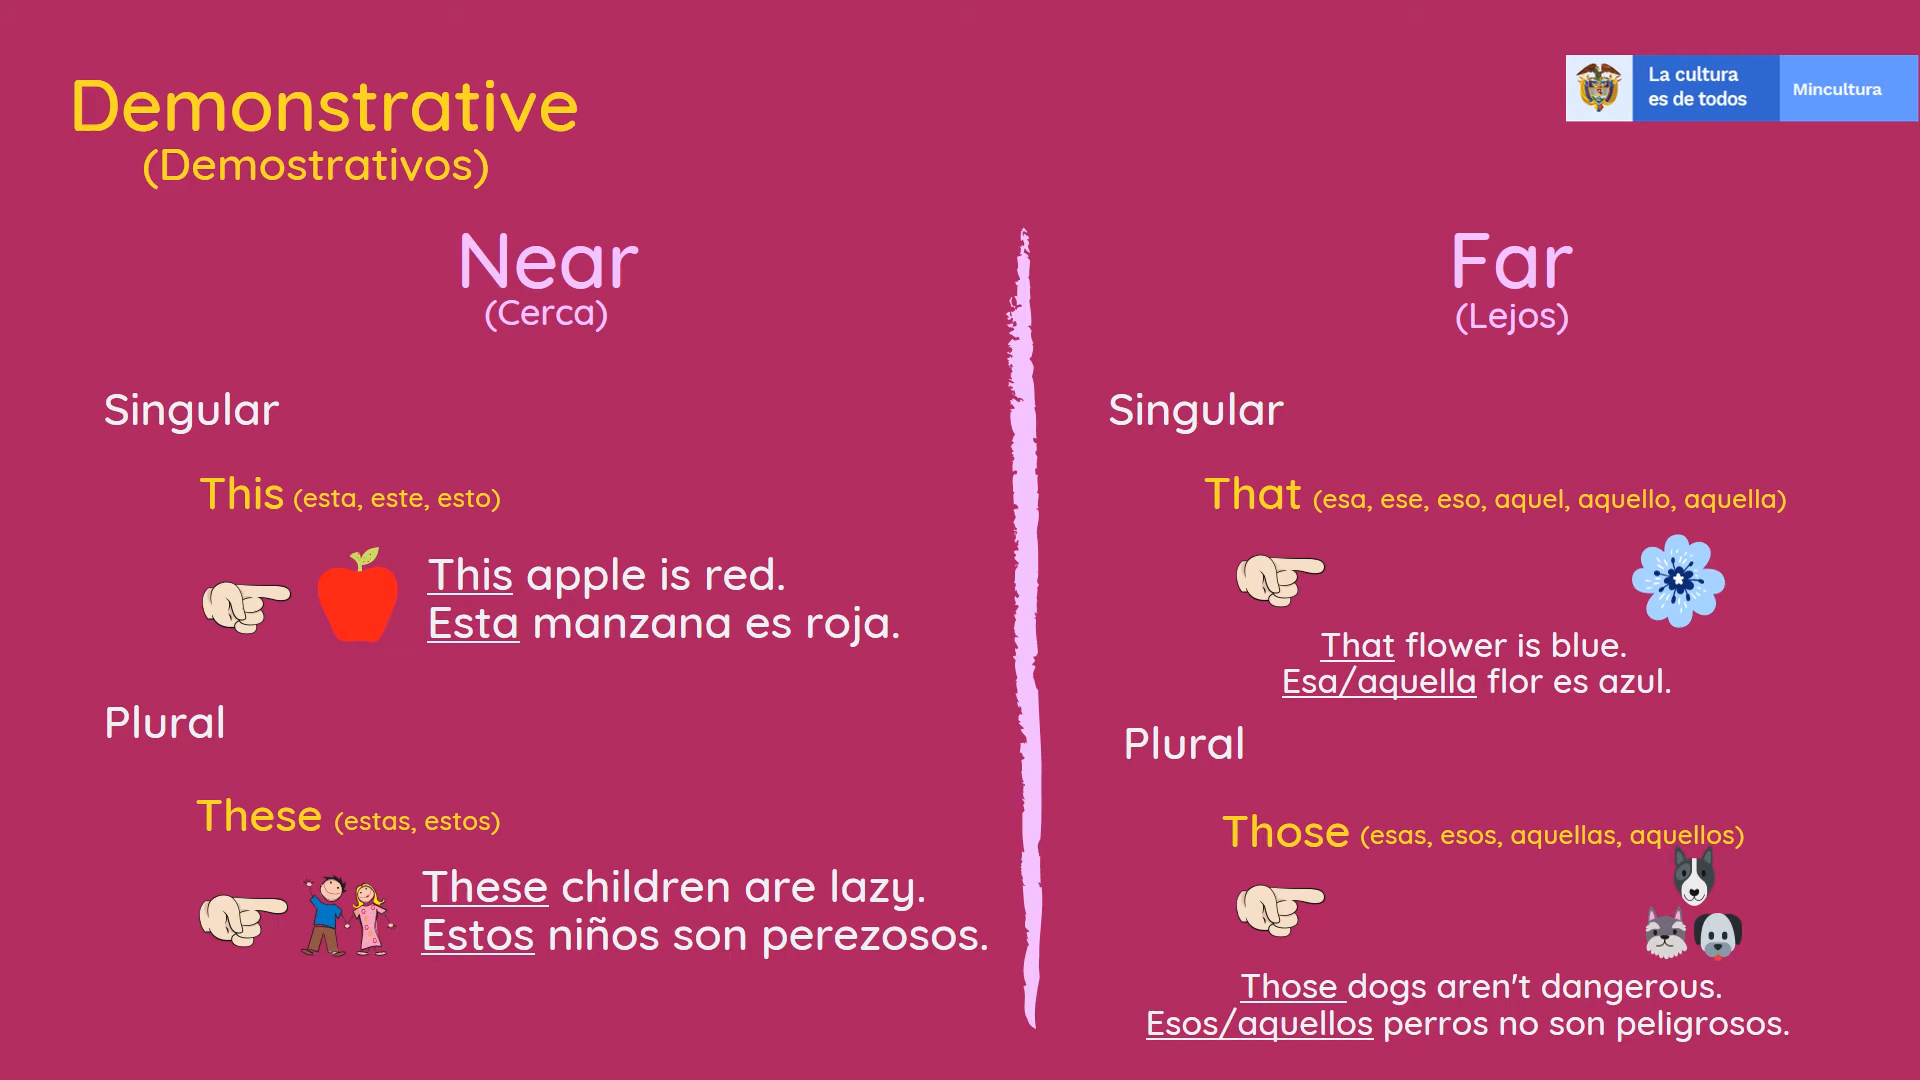 Demonstrative
(Demostrativos)
La cultura
es de todos
Mincultura
Near
(Cerca)
Singular
This (esta, este, esto)
This apple is red.
Esta manzana es roja.
Plural
These (estas, estos)
These children are lazy.
Estos niños son perezosos.
Far
(Lejos)
Singular
That (esa, ese, eso, aquel, aquello, aquella)
That flower is blue.
Esa/aquella flor es azul.
Plural
Those (esas, esos, aquellas, aquellos)
Those dogs aren't dangerous.
Esos/aquellos perros no son peligrosos.